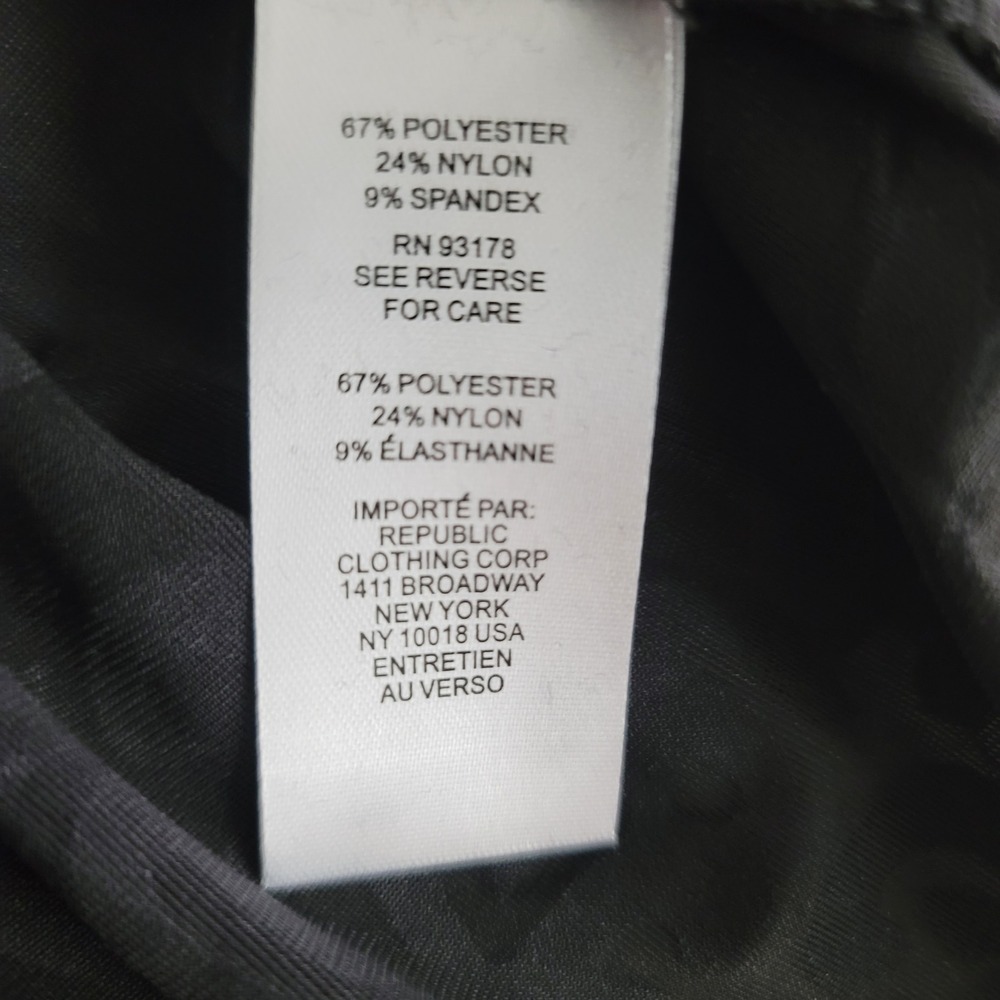 67% POLYESTER
24% NYLON
9% SPANDEX
RN 93178
SEE REVERSE
FOR CARE
67% POLYESTER
24% NYLON
9% ÉLASTHANNE
IMPORTÉ PAR:
REPUBLIC
CLOTHING CORP
1411 BROADWAY
NEW YORK
NY 10018 USA
ENTRETIEN
AU VERSO